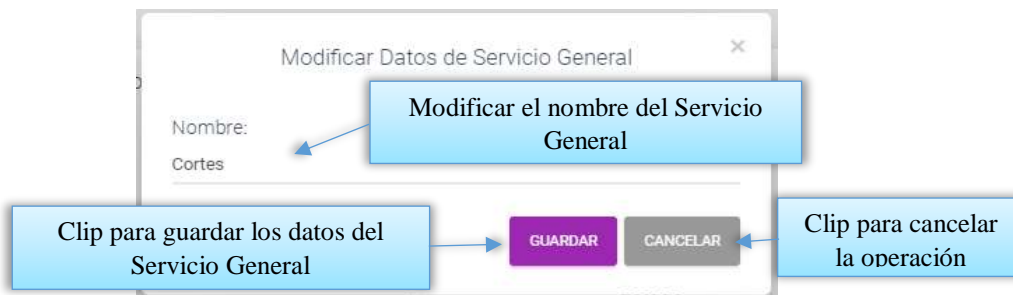 Modificar Datos de Servicio General
×
Modificar el nombre del Servicio
General
Nombre:
Cortes
Clip para guardar los datos del
Servicio General
GUARDAR
CANCELAR
Clip para cancelar
la operación